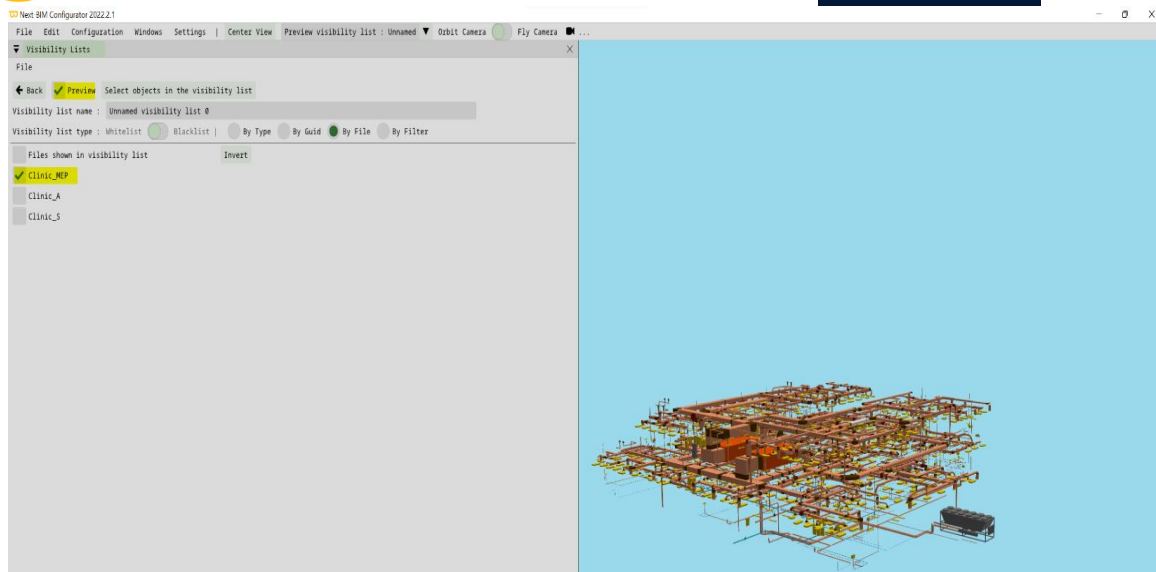 Next BIM Configurator 2022.2.1
File Edit Configuration Windows Settings | Center View Preview visibility list : Unnamed ▼ Orbit Camera Fly Camera ...
Visibility Lists X
File
Back Preview Select objects in the visibility list
Visibility list name : Unnamed visibility list 0
Visibility list type : Whitelist Blacklist | By Type By Guid By File By Filter
Files shown in visibility list Invert
Clinic_MEP
Clinic_A
Clinic_S